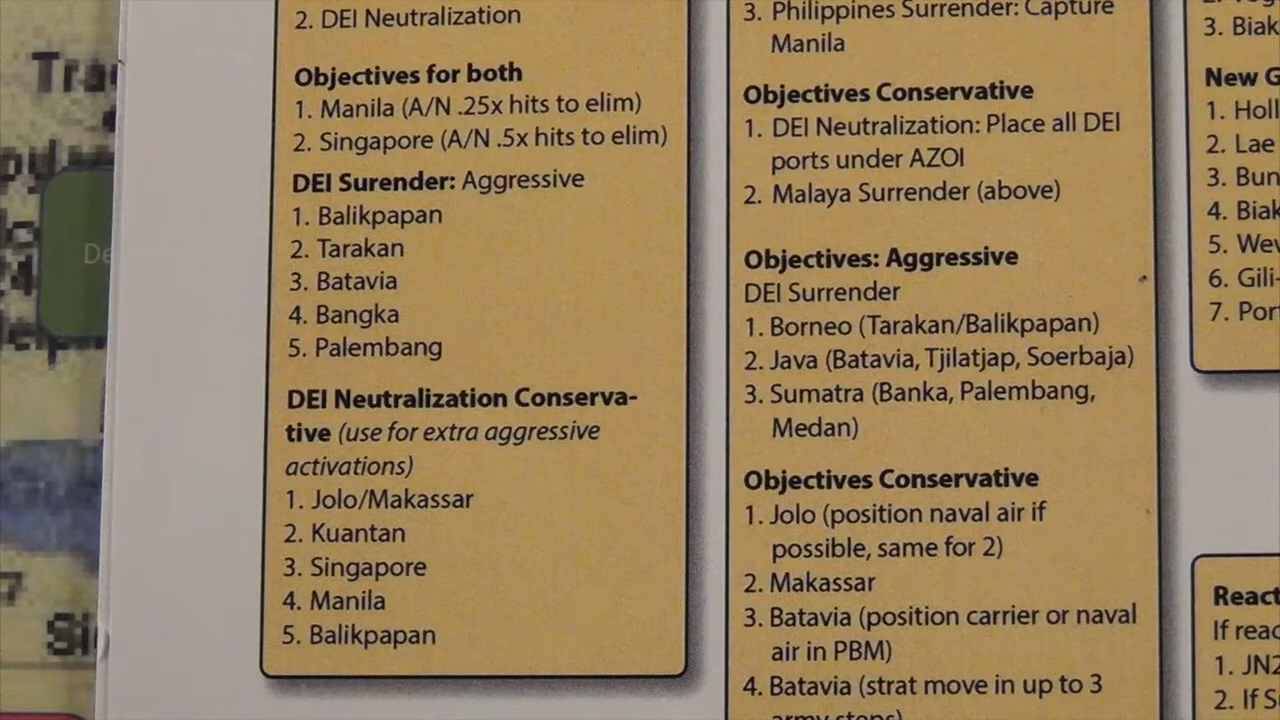 2. DEI Neutralization
Objectives for both
1. Manila (A/N .25x hits to elim)
2. Singapore (A/N .5x hits to elim)
DEI Surender: Aggressive
1. Balikpapan
2. Tarakan
3. Batavia
4. Bangka
5. Palembang
DEI Neutralization Conserva-
tive (use for extra aggressive
activations)
1. Jolo/Makassar
2. Kuantan
3. Singapore
4. Manila
5. Balikpapan
3. Philippines Surrender: Capture
Manila
Objectives Conservative
1. DEI Neutralization: Place all DEI
ports under AZOI
2. Malaya Surrender (above)
Objectives: Aggressive
DEI Surrender
1. Borneo (Tarakan/Balikpapan)
2. Java (Batavia, Tjilatjap, Soerbaja)
3. Sumatra (Banka, Palembang,
Medan)
Objectives Conservative
1. Jolo (position naval air if
possible, same for 2)
2. Makassar
3. Batavia (position carrier or naval
air in PBM)
4. Batavia (strat move in up to 3
army steps)
3. Biak
New G
1. Holl
2. Lae
3. Bun
4. Biak
5. Wew
6. Gili-
7. Por
React
If reac
1. JN2
2. If S